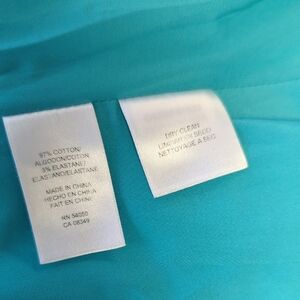 97% COTTON/
ALGODON/COTON
3% ELASTANE/
ELASTANO/ELASTANE
MADE IN CHINA
HECHO EN CHINA
FAIT EN CHINE
RN 54050
CA 08349
DRY CLEAN
LIMPIAR EN SECO
NETTOYAGE A SEC